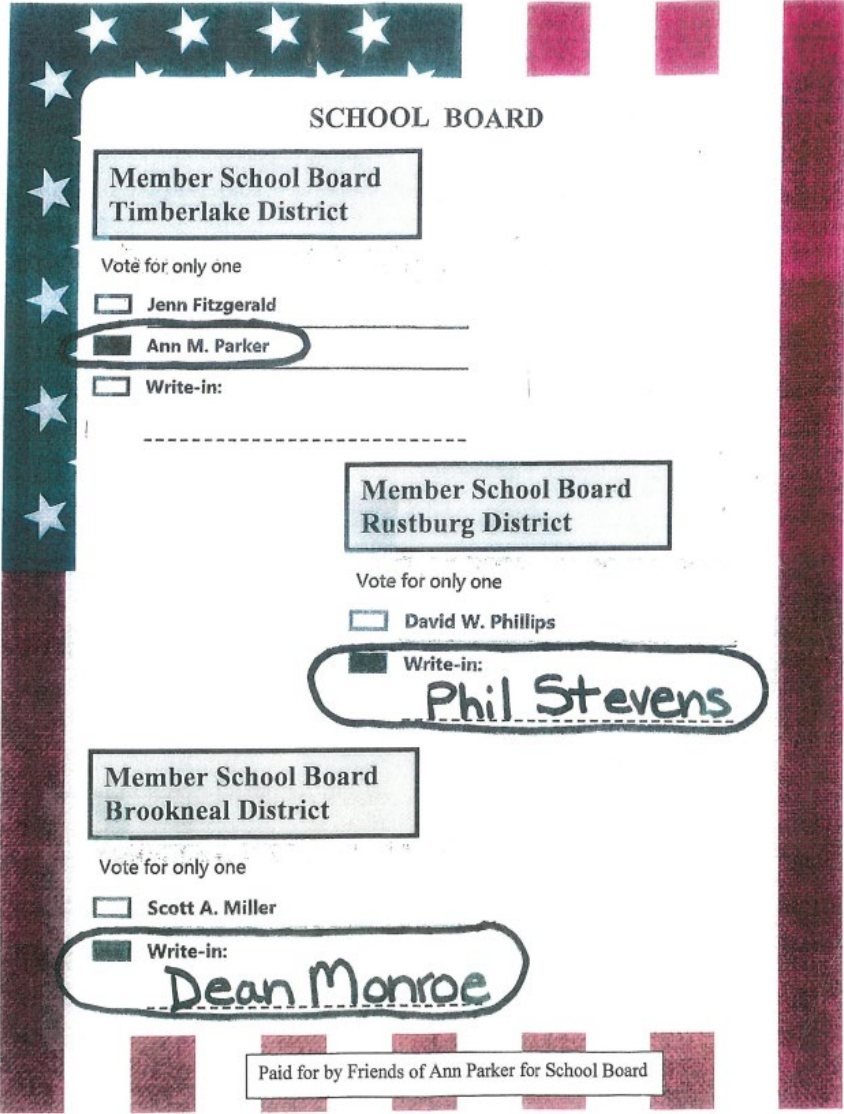 SCHOOL BOARD
Member School Board
Timberlake District
Vote for only one
Jenn Fitzgerald
Ann M. Parker
Write-in:
Member School Board
Rustburg District
Vote for only one
David W. Phillips
Write-in:
Phil Stevens
Member School Board
Brookneal District
Vote for only one
Scott A. Miller
Write-in:
Dean Monroe
Paid for by Friends of Ann Parker for School Board